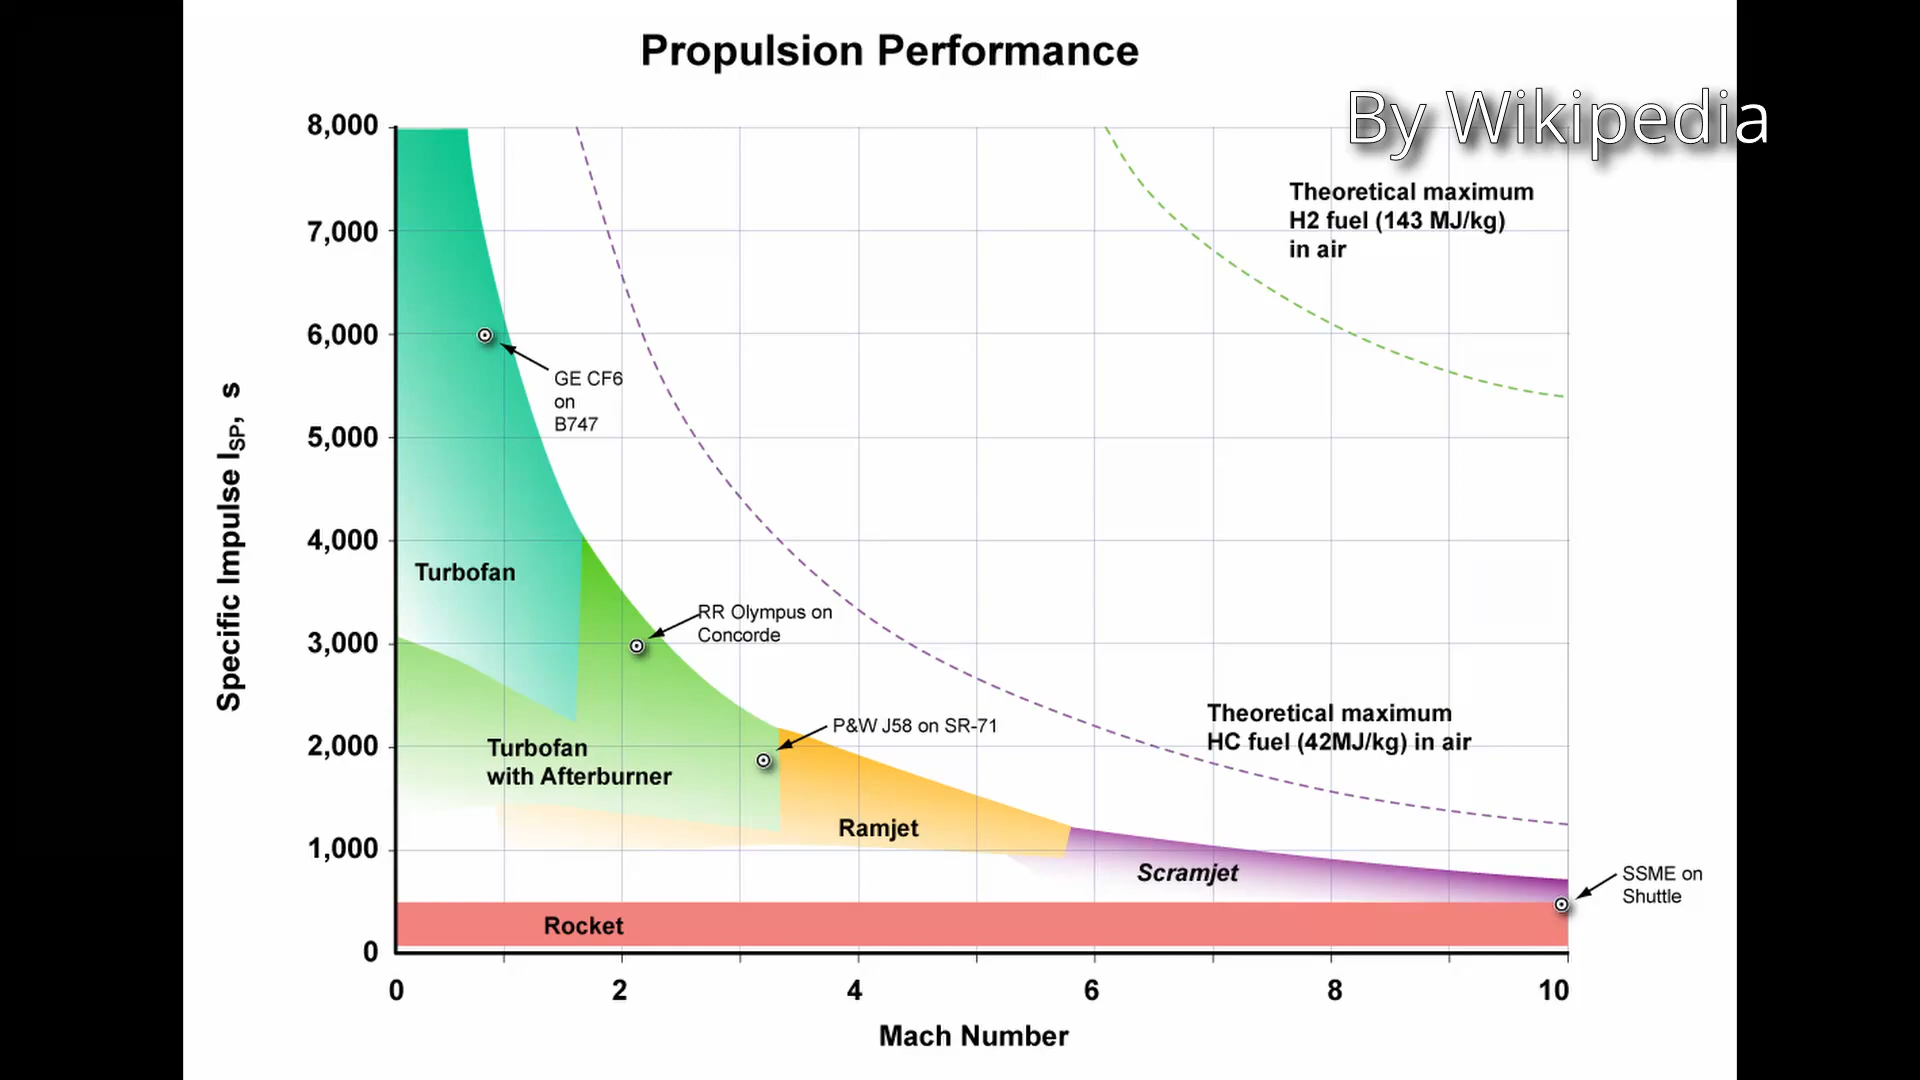 Propulsion Performance
By Wikipedia
8,000
7,000
6,000
5,000
4,000
3,000
2,000
1,000
0
Specific Impulse ISP, s
Theoretical maximum
H2 fuel (143 MJ/kg)
in air
GE CF6
on
B747
Turbofan
RR Olympus on
Concorde
P&W J58 on SR-71
Theoretical maximum
HC fuel (42MJ/kg) in air
Turbofan
with Afterburner
Ramjet
Scramjet
SSME on
Shuttle
Rocket
0 2 4 6 8 10
Mach Number